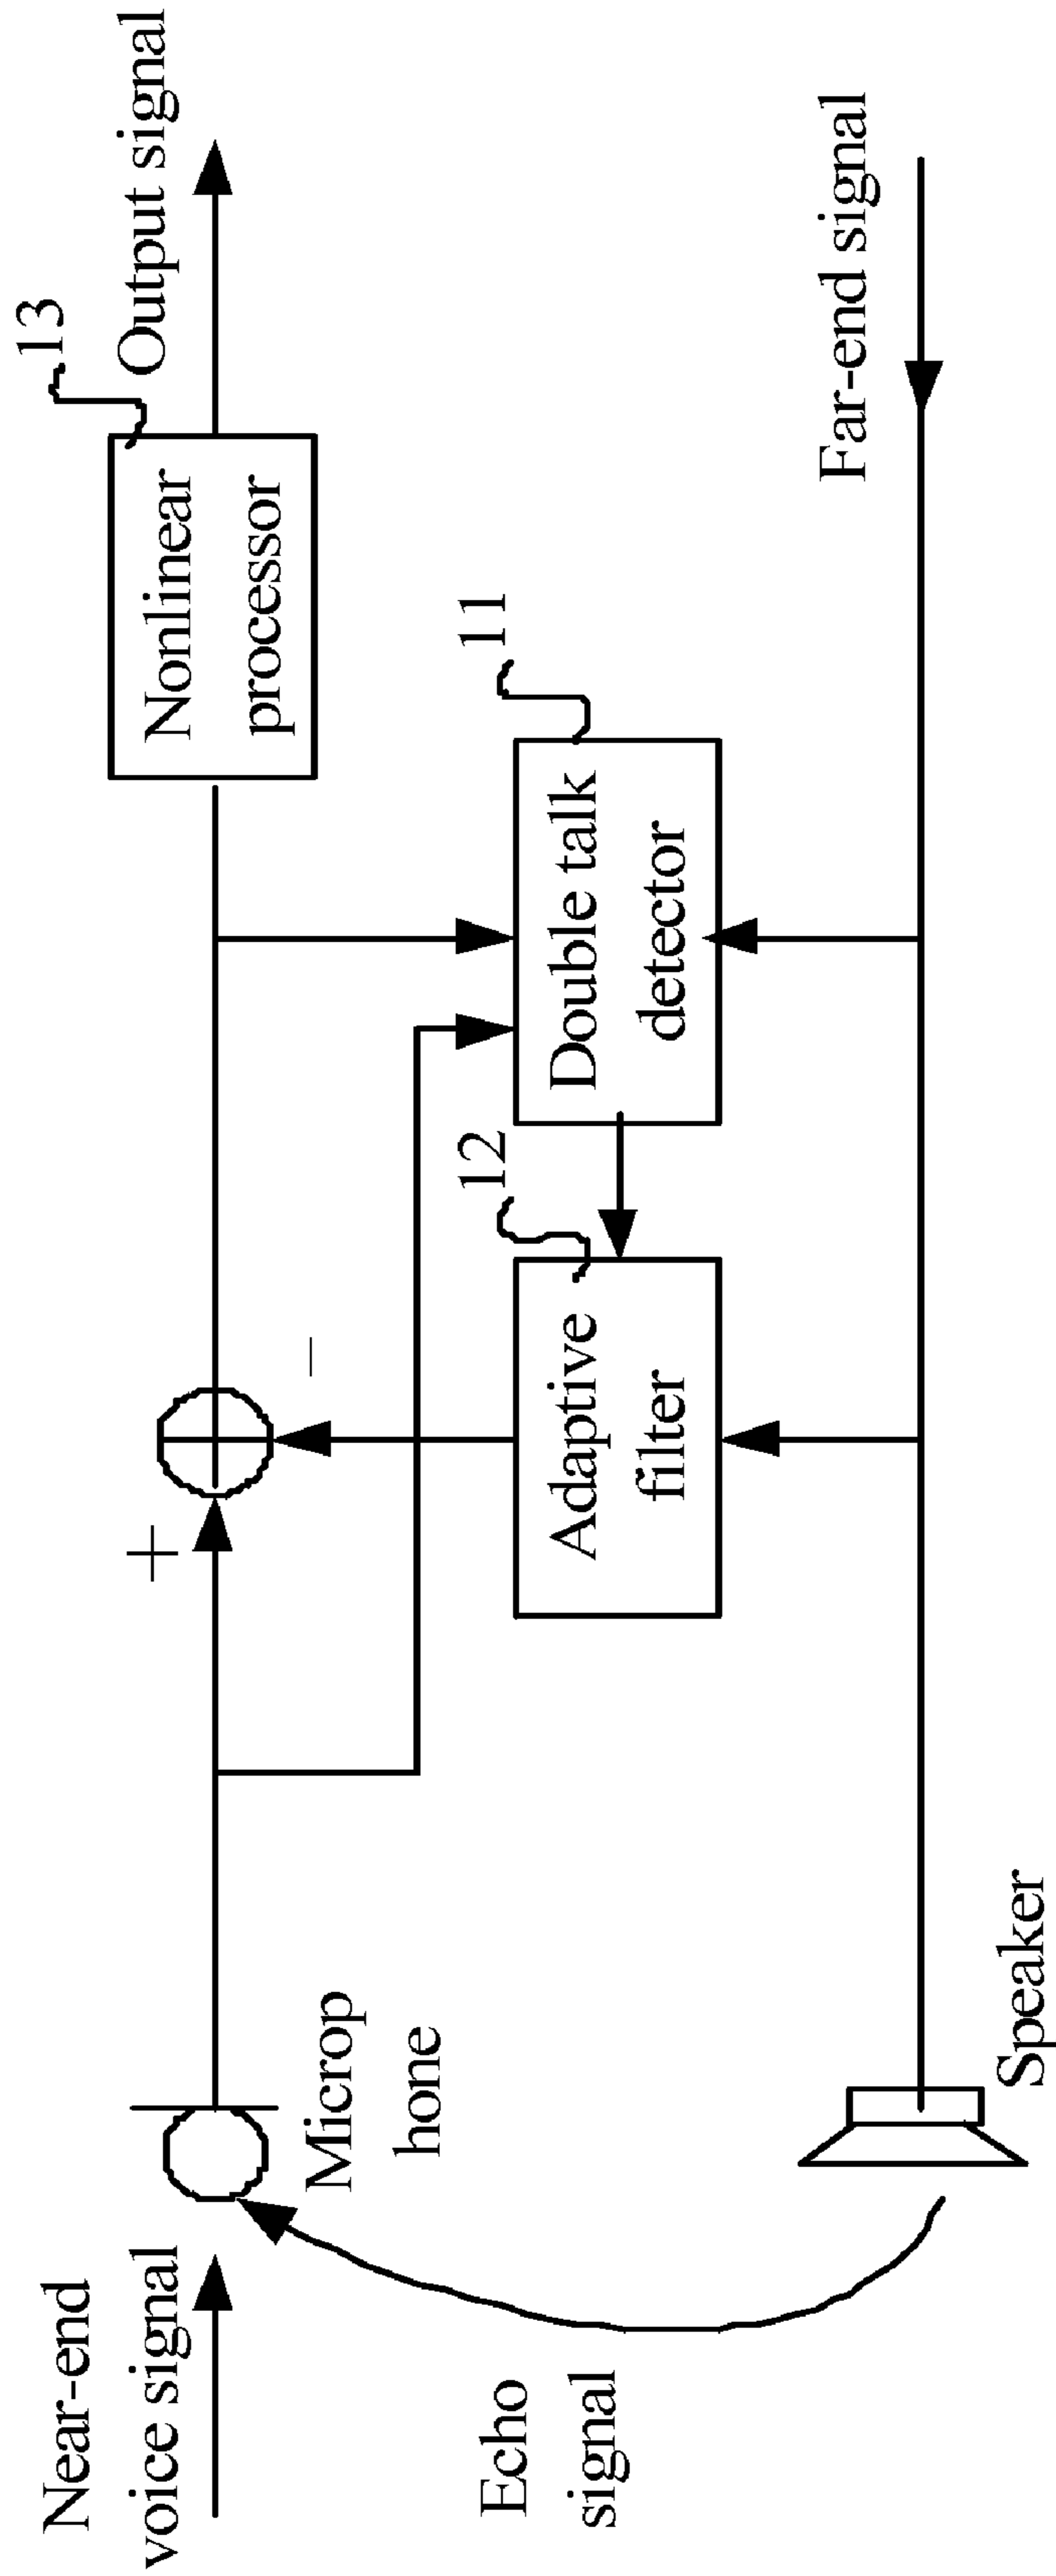 Near-end
voice signal
Microp
hone
+
-
Nonlinear
processor
13
Output signal
Echo
signal
Adaptive
filter
12
Double talk
detector
11
Speaker
Far-end signal